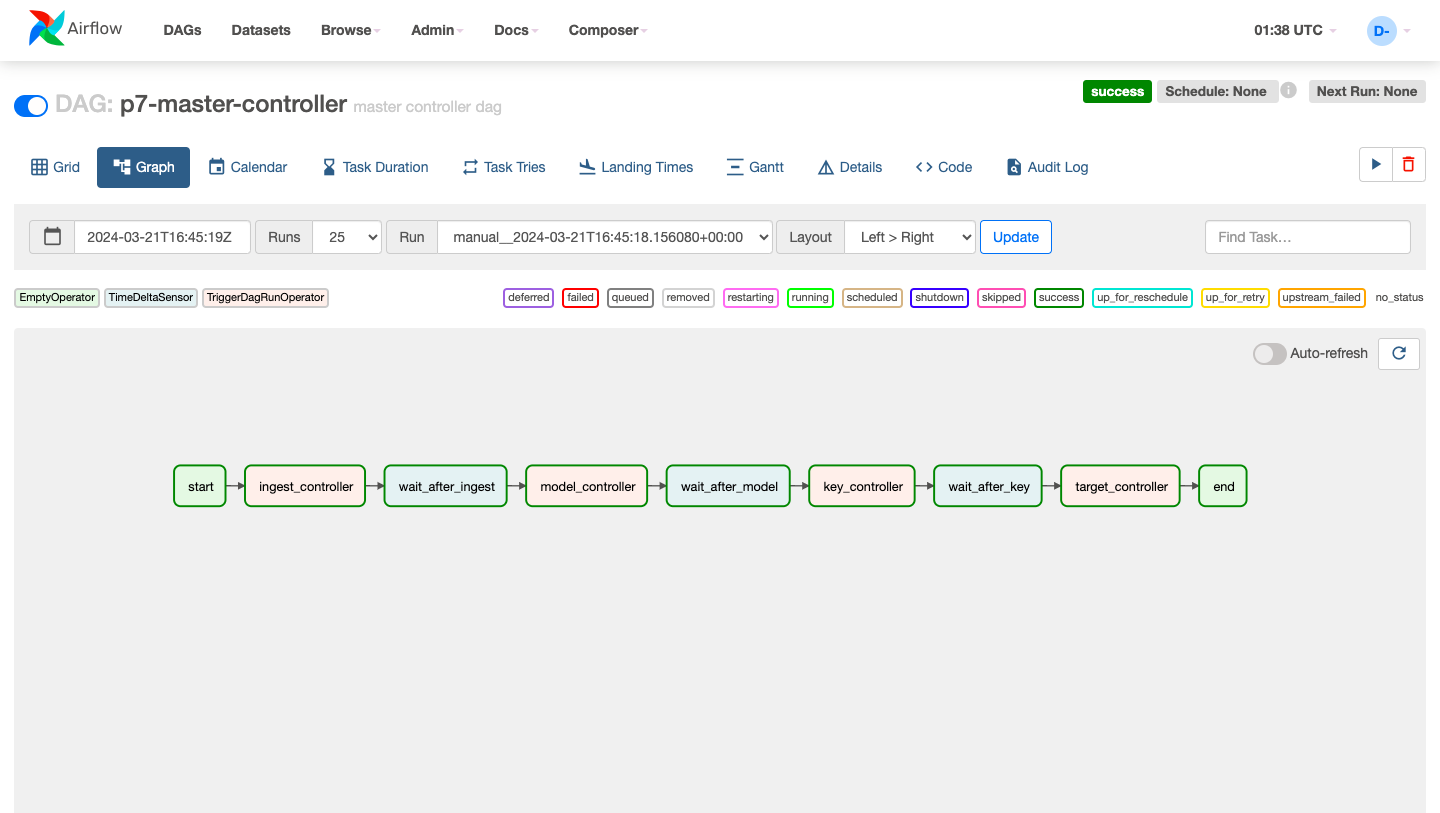 Airflow DAGs Datasets Browse Admin Docs Composer 01:38 UTC D-
success Schedule: None i Next Run: None
DAG: p7-master-controller master controller dag
Grid Graph Calendar Task Duration Task Tries Landing Times Gantt Details Code Audit Log
2024-03-21T16:45:19Z Runs 25 Run manual__2024-03-21T16:45:18.156080+00:00 Layout Left > Right Update Find Task...
EmptyOperator TimeDeltaSensor TriggerDagRunOperator deferred failed queued removed restarting running scheduled shutdown skipped success up_for_reschedule up_for_retry upstream_failed no_status
Auto-refresh
start ingest_controller wait_after_ingest model_controller wait_after_model key_controller wait_after_key target_controller end